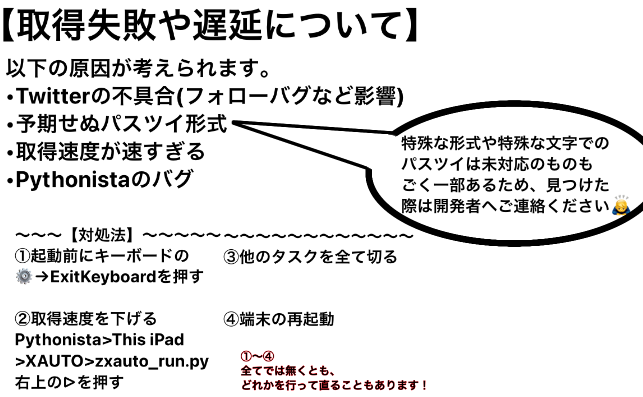 【取得失敗や遅延について】
以下の原因が考えられます。
•Twitterの不具合(フォローバグなど影響)
•予期せぬパスツイ形式
•取得速度が速すぎる
•Pythonistaのバグ
特殊な形式や特殊な文字での
パスツイは未対応のものも
ごく一部あるため、見つけた
際は開発者へご連絡ください🙇
〜〜〜【対処法】〜〜〜〜〜〜〜〜〜〜〜〜〜〜〜〜
①起動前にキーボードの
⚙️→ExitKeyboardを押す
②取得速度を下げる
Pythonista>This iPad
>XAUTO>zxauto_run.py
右上の▷を押す
③他のタスクを全て切る
④端末の再起動
①〜④
全てでは無くとも、
どれかを行って直ることもあります！